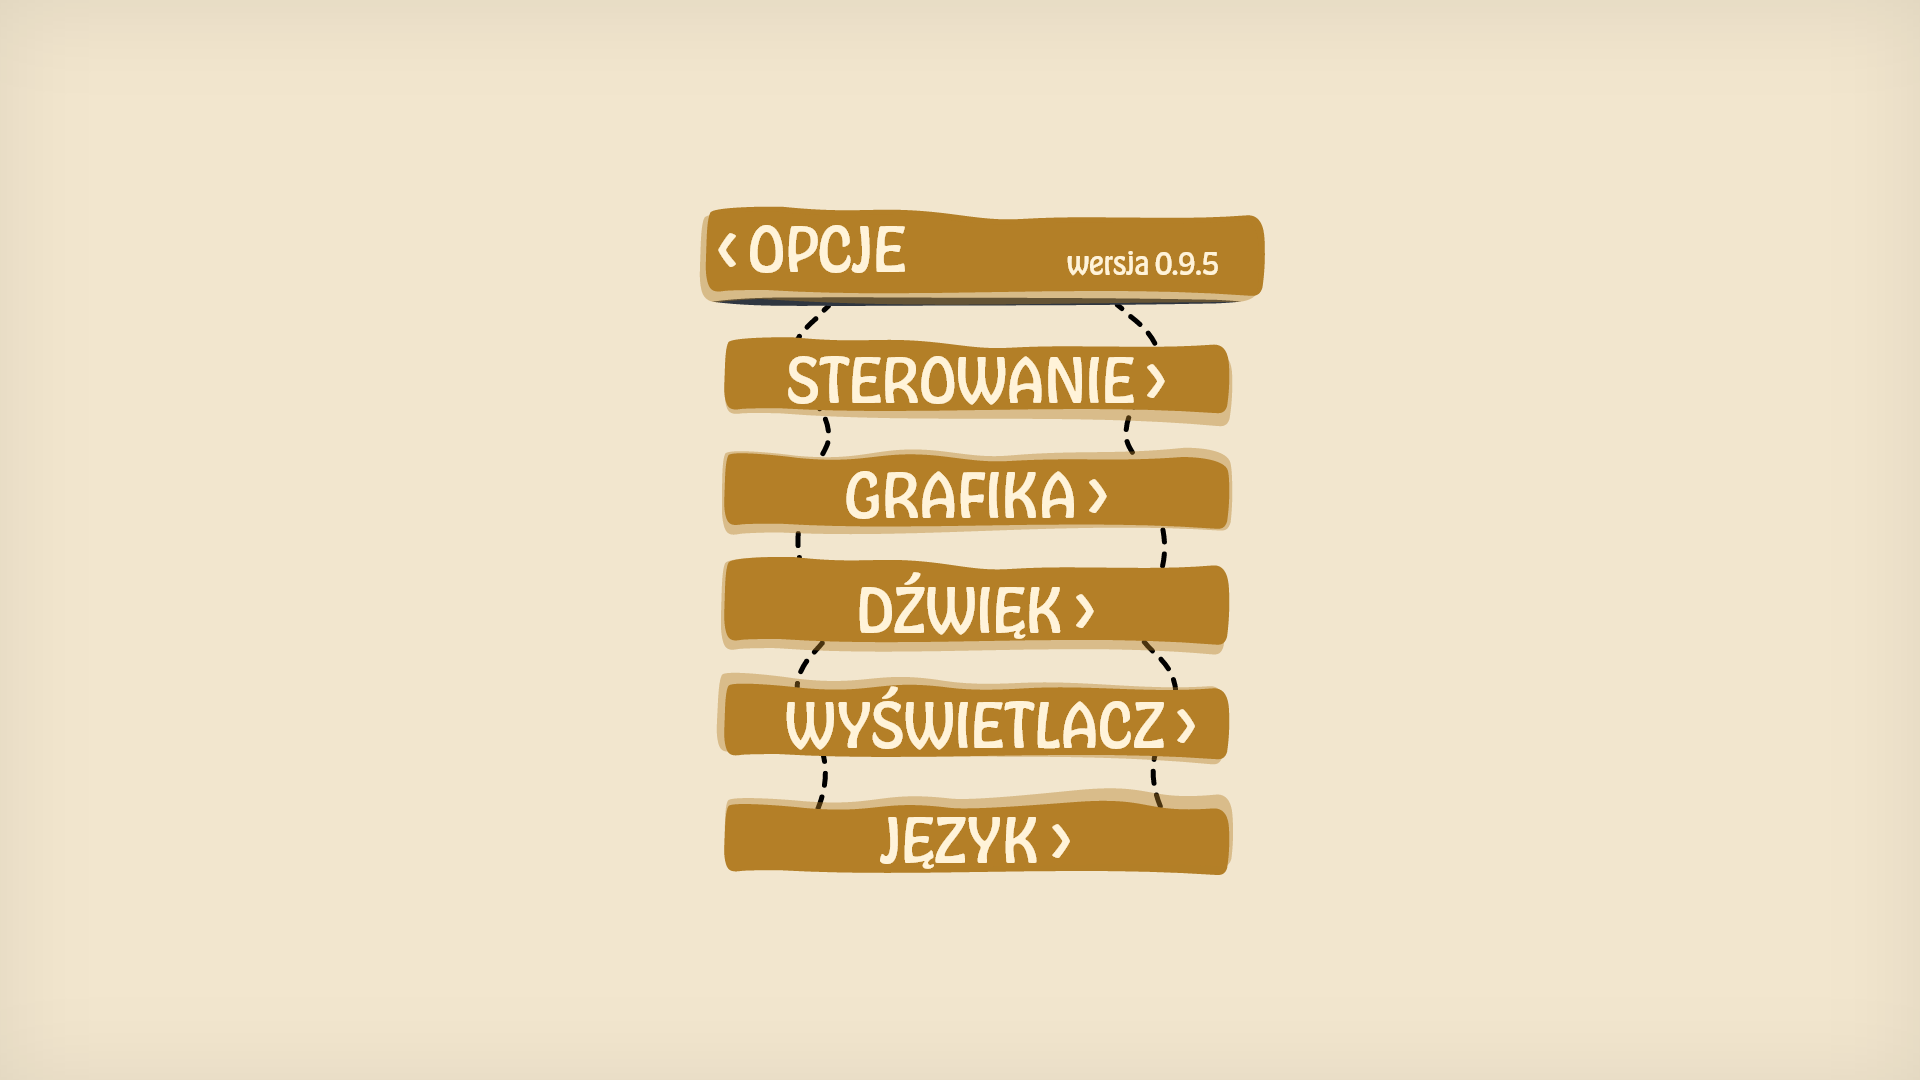 ‹ OPCJE
wersja 0.9.5
STEROWANIE ›
GRAFIKA ›
DŹWIĘK ›
WYŚWIETLACZ ›
JĘZYK ›